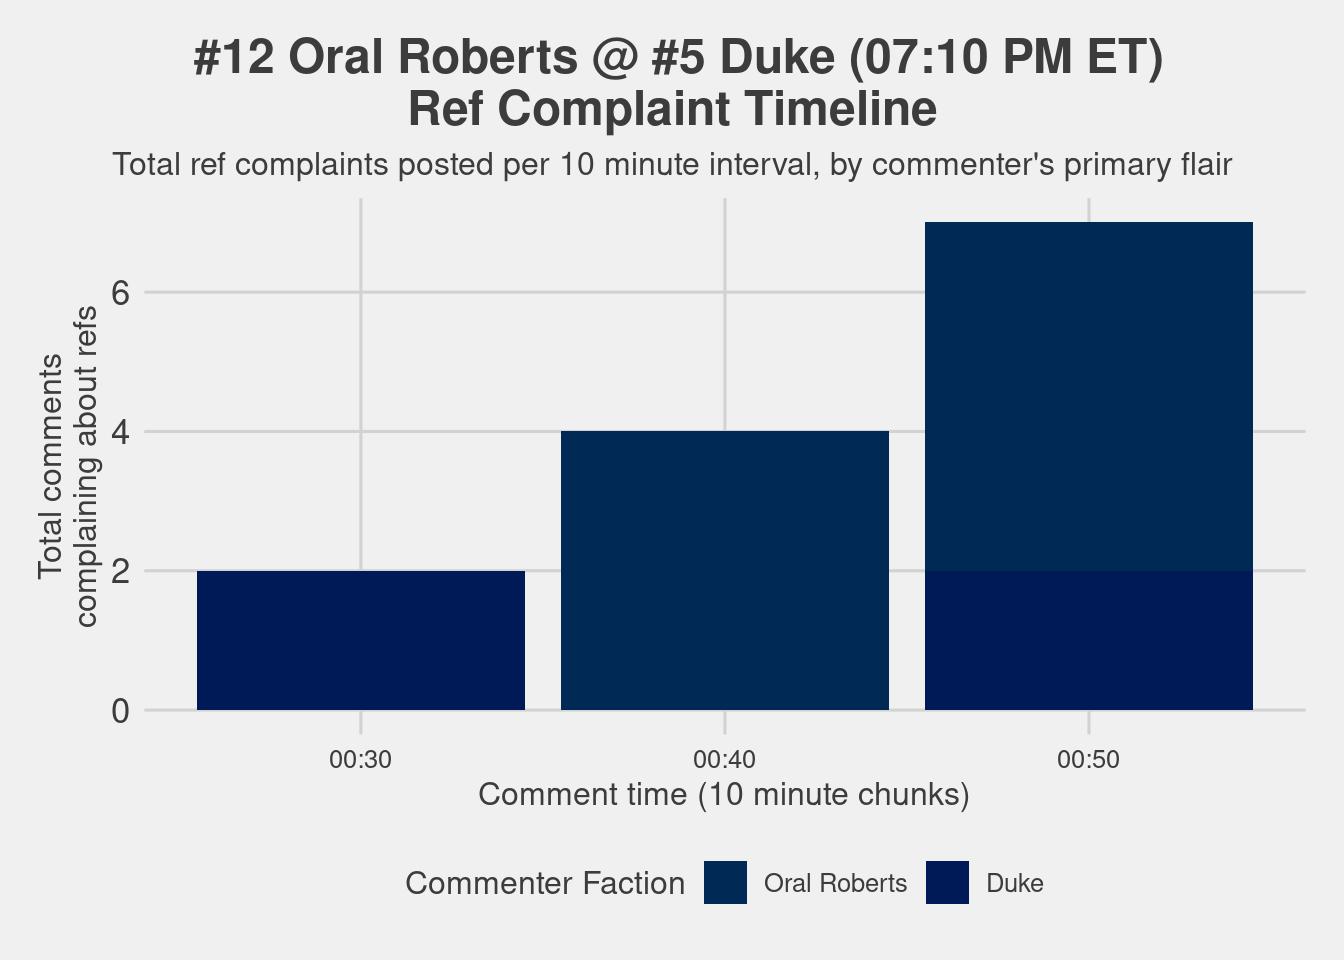 #12 Oral Roberts @ #5 Duke (07:10 PM ET)
Ref Complaint Timeline
Total ref complaints posted per 10 minute interval, by commenter's primary flair
Total comments
complaining about refs
6
4
2
0
00:30
00:40
00:50
Comment time (10 minute chunks)
Commenter Faction
Oral Roberts
Duke